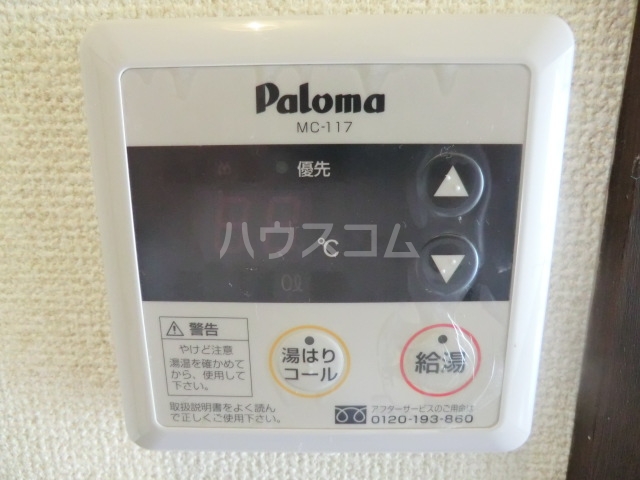 Paloma
MC-117
優先
ハウスコム
℃
⚠ 警告
やけど注意
湯温を確かめて
から、使用して
下さい。
取扱説明書をよく読ん
で正しくご使用下さい。
湯はり
コール
給湯
アフターサービスのご用命は
0120-193-860